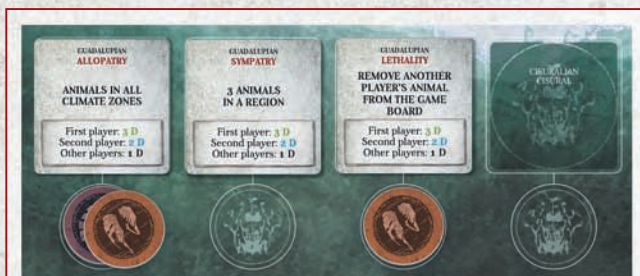 GUADALUPIAN
ALLOPATRY
ANIMALS IN ALL
CLIMATE ZONES
First player: 3 D
Second player: 2 D
Other players: 1 D
GUADALUPIAN
SYMPATRY
3 ANIMALS
IN A REGION
First player: 3 D
Second player: 2 D
Other players: 1 D
GUADALUPIAN
LETHALITY
REMOVE ANOTHER
PLAYER'S ANIMAL
FROM THE GAME
BOARD
First player: 3 D
Second player: 2 D
Other players: 1 D
CISURALIAN
CISURAL